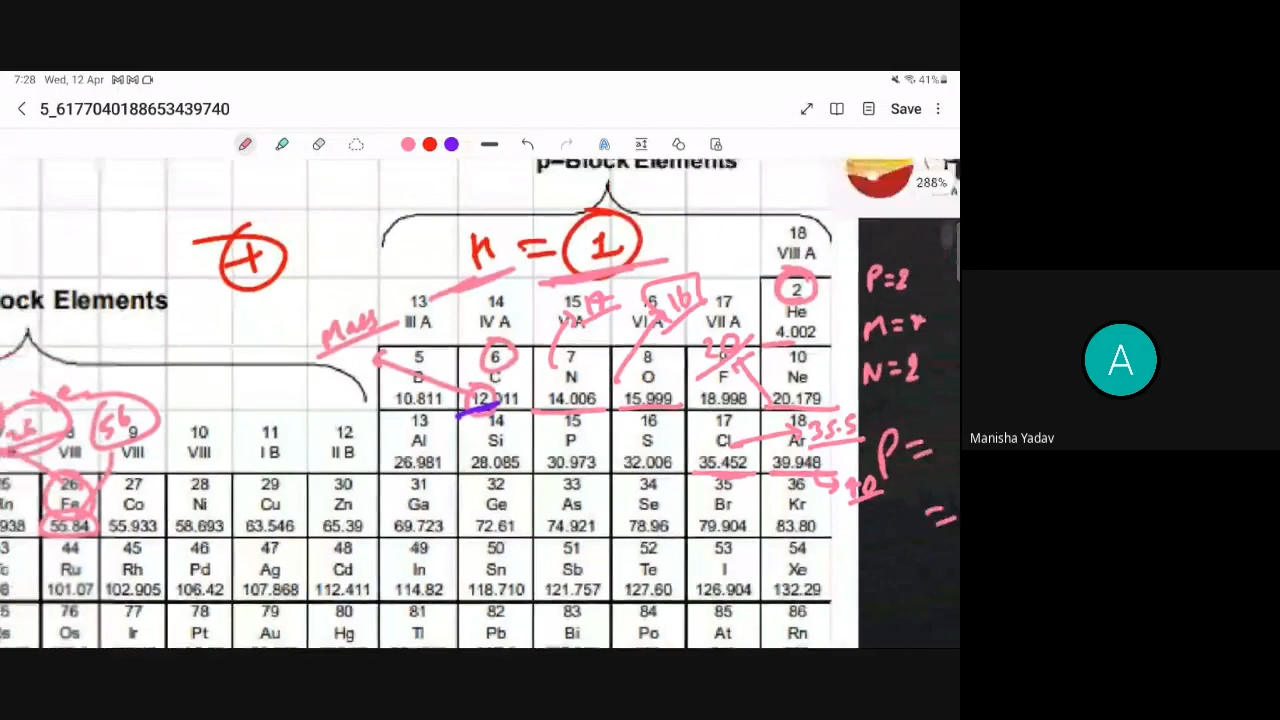 7:28 Wed, 12 Apr 41%
5_6177040188653439740 Save
p-Block Elements
288%
18
VIII A
n = 1
+
ock Elements
13 14 15 17
III A IV A VI A VII A
2
He
4.002
14 16 20
Mass
P=2
M=4
N=2
5 6 7 8 10
C N O F Ne
10.811 12.011 14.006 15.999 18.998 20.179
56
8 9 10 11 12
VIII VIII VIII I B II B
13 14 15 16 17 18
Al Si P S Cl Ar
26.981 28.085 30.973 32.006 35.452 39.948
35.5
40
P=
=
26 27 28 29 30 31 32 33 34 35 36
Fe Co Ni Cu Zn Ga Ge As Se Br Kr
938 55.84 55.933 58.693 63.546 65.39 69.723 72.61 74.921 78.96 79.904 83.80
44 45 46 47 48 49 50 51 52 53 54
Ru Rh Pd Ag Cd In Sn Sb Te I Xe
101.07 102.905 106.42 107.868 112.411 114.82 118.710 121.757 127.60 126.904 132.29
76 77 78 79 80 81 82 83 84 85 86
Os Ir Pt Au Hg Tl Pb Bi Po At Rn
A
Manisha Yadav